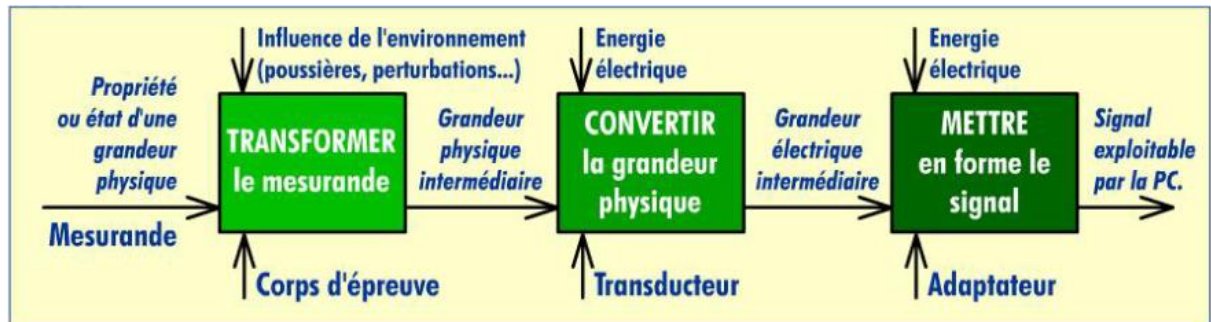 Influence de l'environnement
(poussières, perturbations...)
Energie
électrique
Energie
électrique
Propriété
ou état d'une
grandeur
physique
TRANSFORMER
le mesurande
Grandeur
physique
intermédiaire
CONVERTIR
la grandeur
physique
Grandeur
électrique
intermédiaire
METTRE
en forme le
signal
Signal
exploitable
par la PC.
Mesurande
Corps d'épreuve
Transducteur
Adaptateur